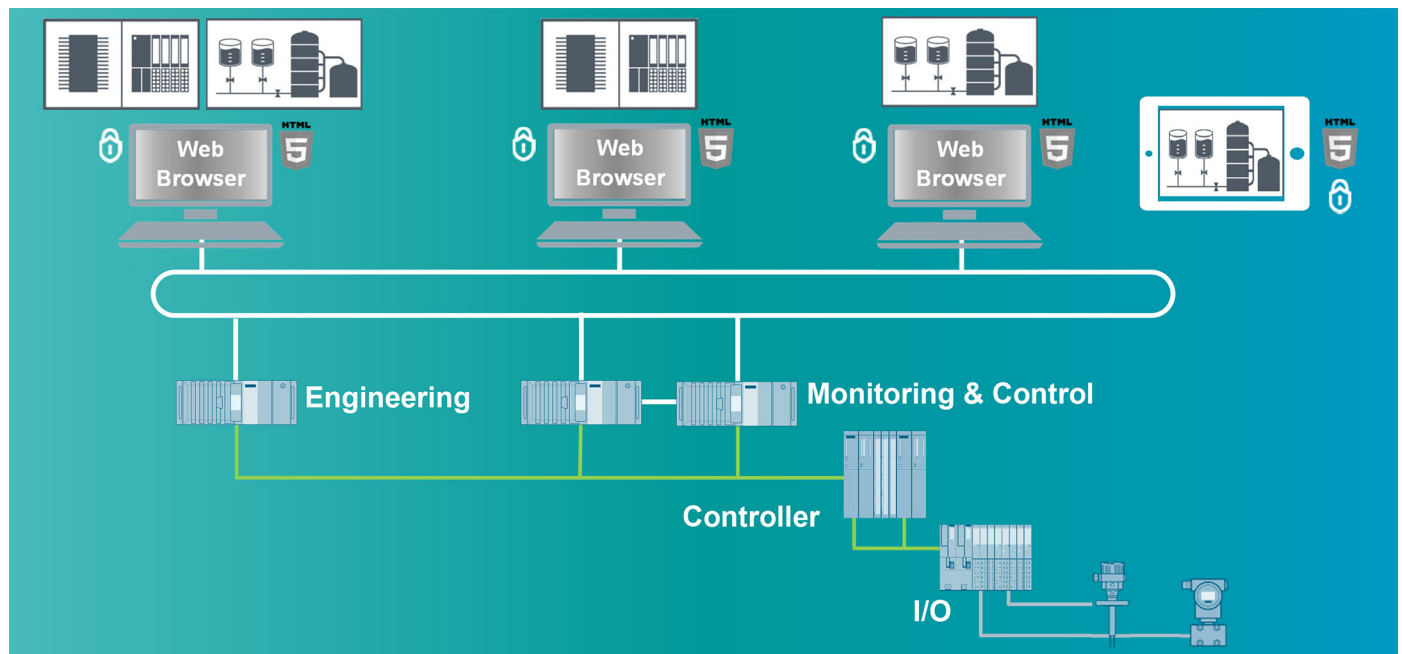 HTML
5
Web
Browser
HTML
5
Web
Browser
HTML
5
Web
Browser
HTML
5
Engineering
Monitoring & Control
Controller
I/O